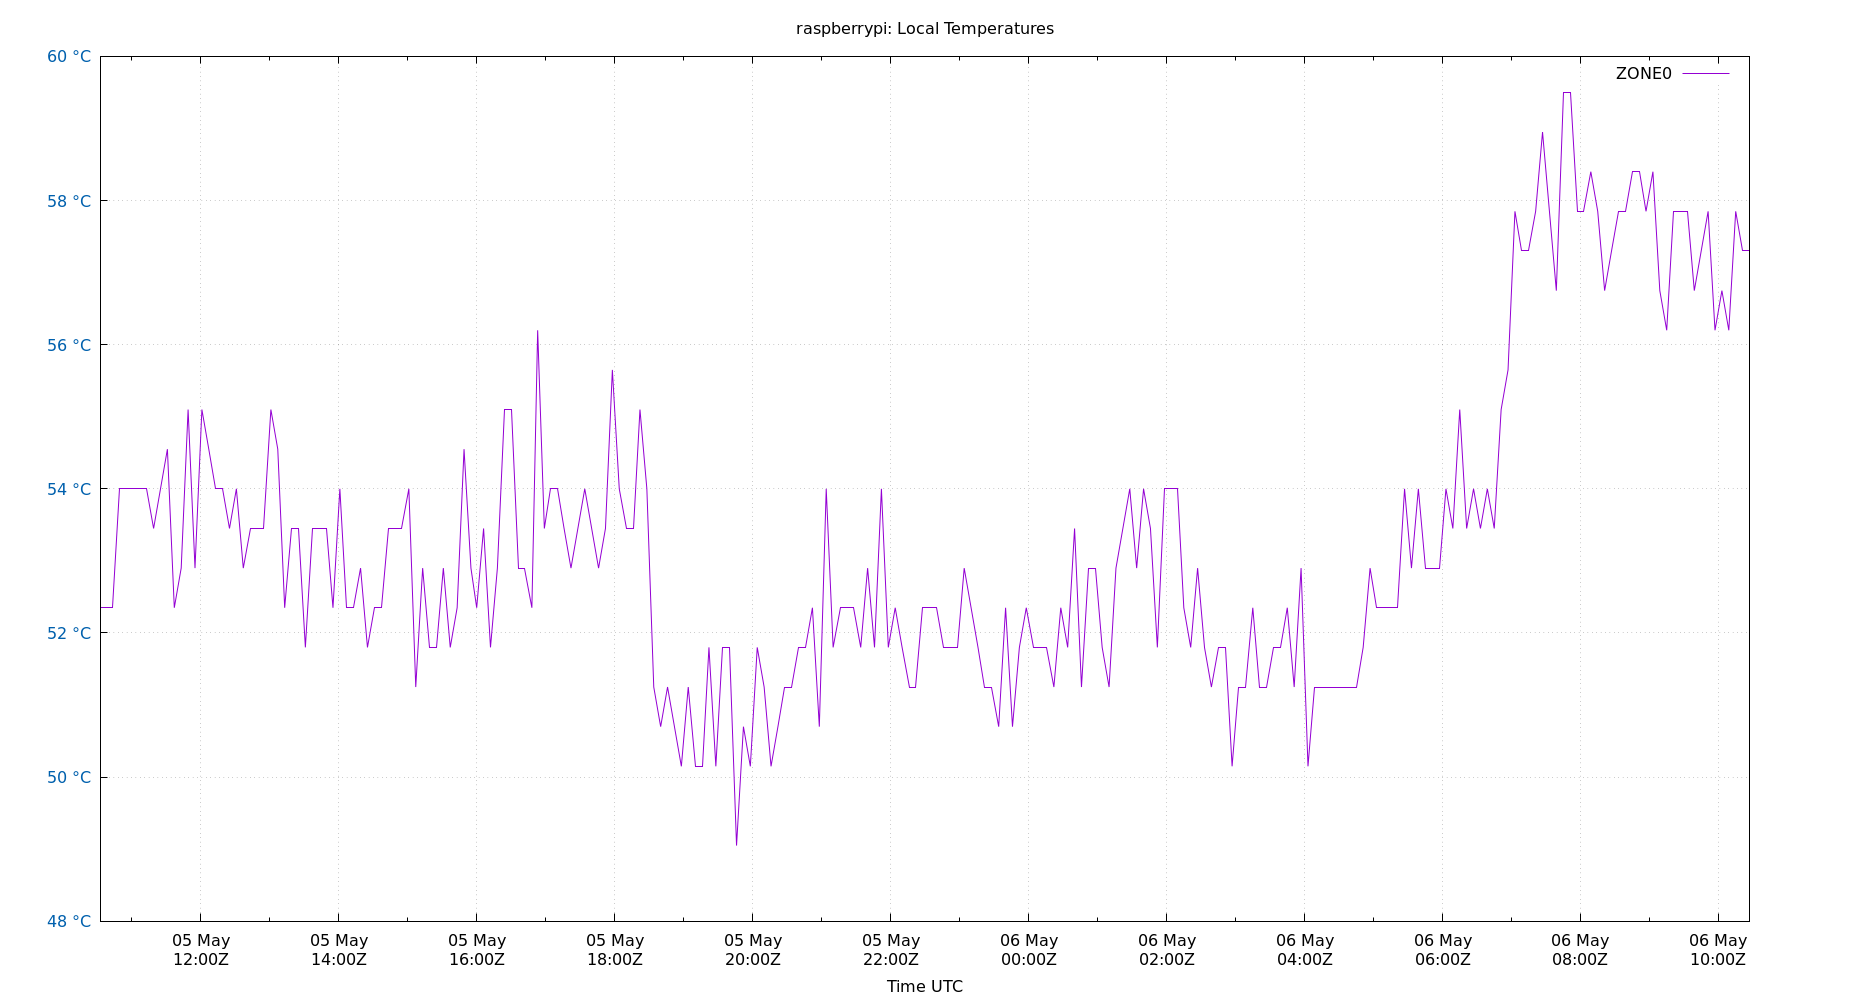 raspberrypi: Local Temperatures
60 °C
ZONE0
58 °C
56 °C
54 °C
52 °C
50 °C
48 °C
05 May 05 May 05 May 05 May 05 May 05 May 06 May 06 May 06 May 06 May 06 May 06 May
12:00Z 14:00Z 16:00Z 18:00Z 20:00Z 22:00Z 00:00Z 02:00Z 04:00Z 06:00Z 08:00Z 10:00Z
Time UTC